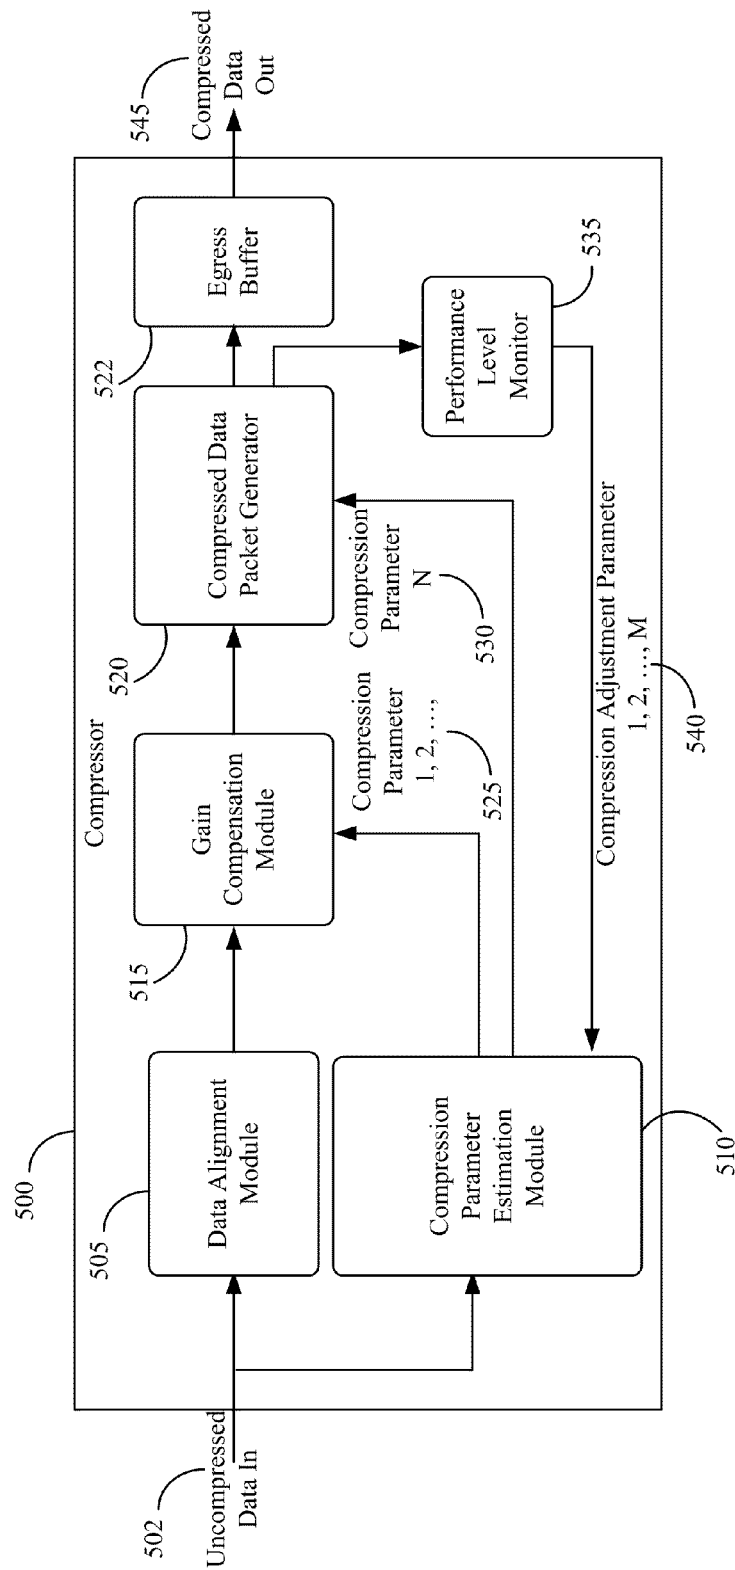 500
Compressor
502
Uncompressed
Data In
505
Data Alignment
Module
515
Gain
Compensation
Module
520
Compressed Data
Packet Generator
522
Egress
Buffer
545
Compressed
Data
Out
Compression
Parameter
Estimation
Module
510
Compression
Parameter
1, 2, ...,
525
Compression
Parameter
N
530
Performance
Level
Monitor
535
Compression Adjustment Parameter
1, 2, ..., M
540